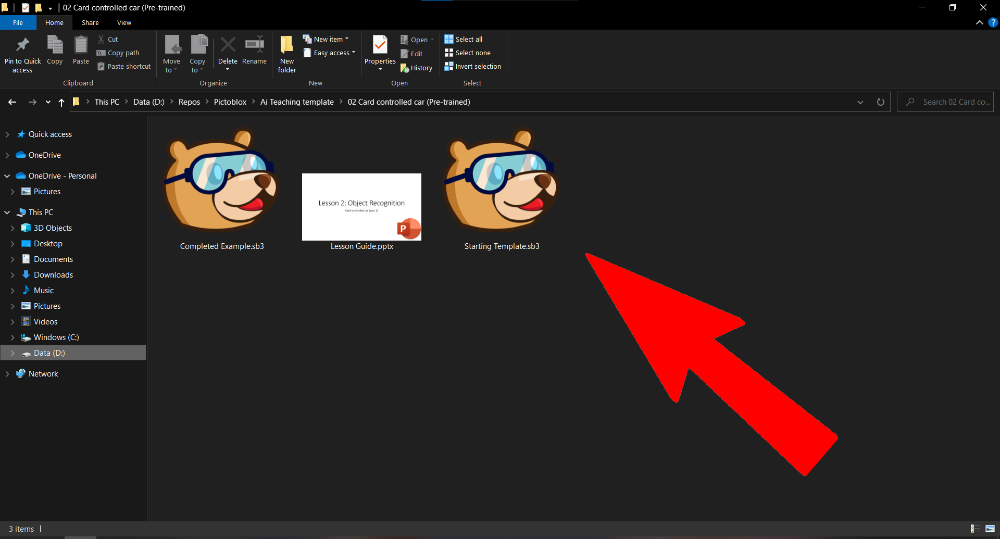 02 Card controlled car (Pre-trained)
File Home Share View
?
Pin to Quick access
Copy
Paste
Cut
Copy path
Paste shortcut
Clipboard
Move to
Copy to
Delete
Rename
Organize
New folder
New item
Easy access
New
Properties
Open
Edit
History
Open
Select all
Select none
Invert selection
Select
This PC Data (D:) Repos Pictoblox Ai Teaching template 02 Card controlled car (Pre-trained)
Search 02 Card co...
Quick access
OneDrive
OneDrive - Personal
Pictures
This PC
3D Objects
Desktop
Documents
Downloads
Music
Pictures
Videos
Windows (C:)
Data (D:)
Network
Completed Example.sb3
Lesson 2: Object Recognition
Card controlled car (part 1)
P
Lesson Guide.pptx
Starting Template.sb3
3 items